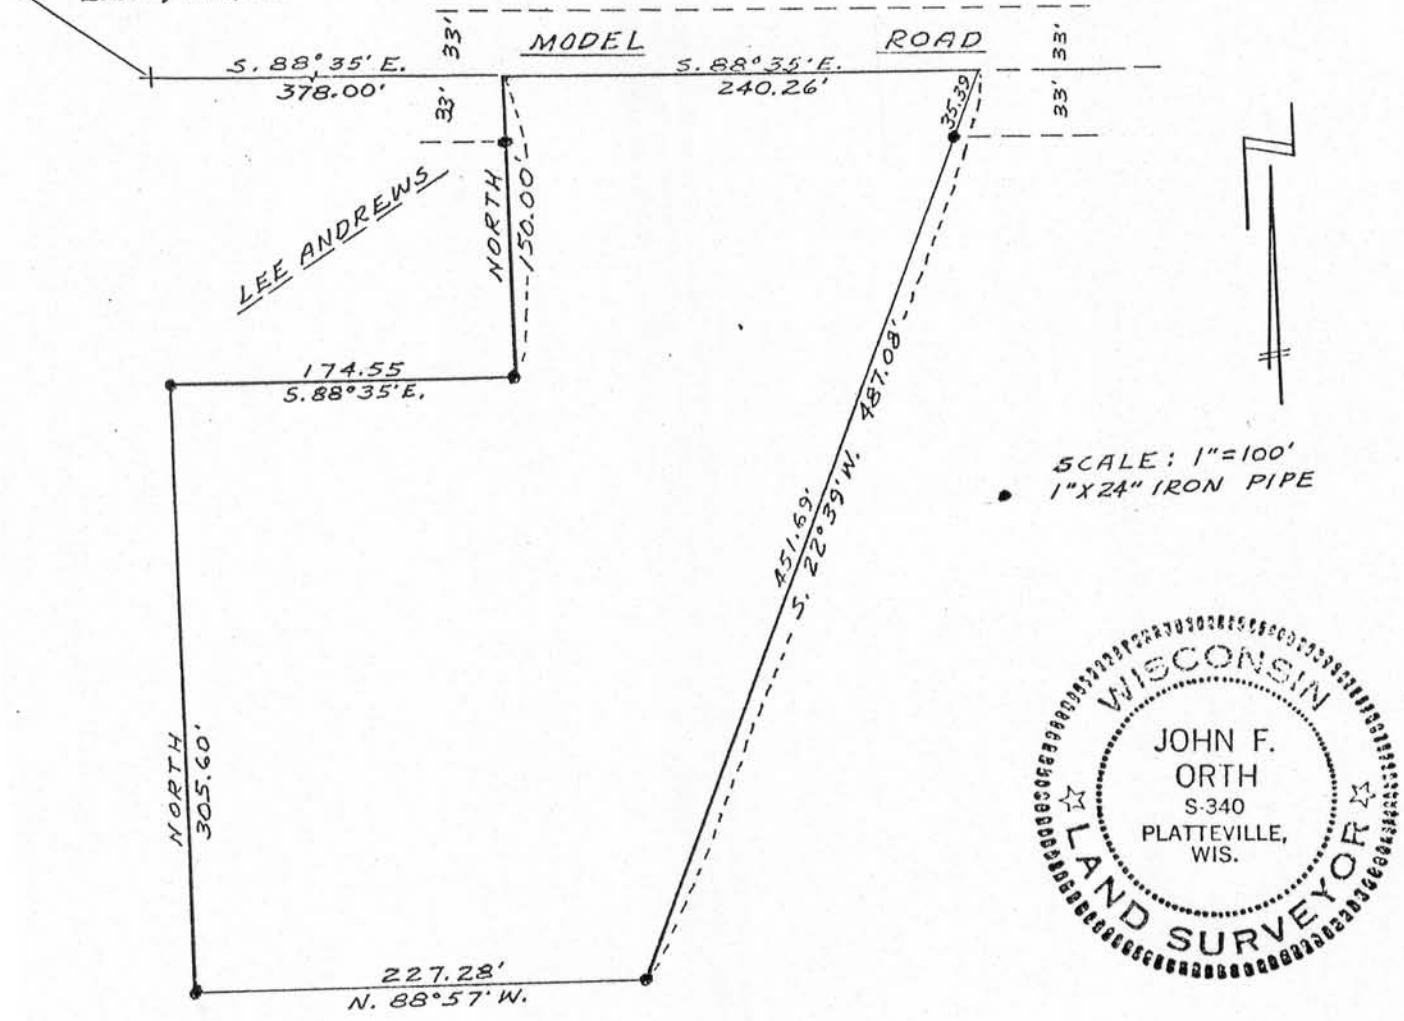 33'
MODEL ROAD
33'
S. 88° 35' E.
378.00'
S. 88° 35' E.
240.26'
33'
35.39
33'
LEE ANDREWS
NORTH
150.00'
174.55
S. 88° 35' E.
487.08'
451.69'
S. 22° 39' W.
SCALE: 1"=100'
1"X24" IRON PIPE
NORTH
305.60'
227.28'
N. 88° 57' W.
WISCONSIN
JOHN F.
ORTH
S-340
PLATTEVILLE,
WIS.
LAND SURVEYOR